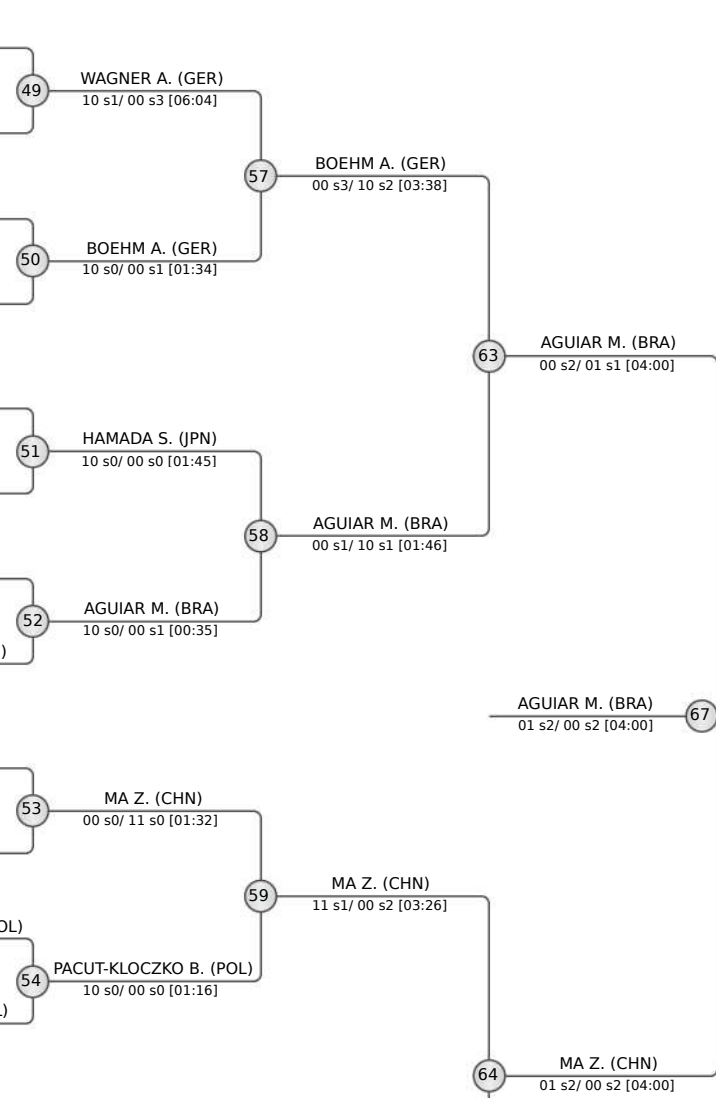 49
WAGNER A. (GER)
10 s1/ 00 s3 [06:04]
57
BOEHM A. (GER)
00 s3/ 10 s2 [03:38]
50
BOEHM A. (GER)
10 s0/ 00 s1 [01:34]
63
AGUIAR M. (BRA)
00 s2/ 01 s1 [04:00]
51
HAMADA S. (JPN)
10 s0/ 00 s0 [01:45]
58
AGUIAR M. (BRA)
00 s1/ 10 s1 [01:46]
52
AGUIAR M. (BRA)
10 s0/ 00 s1 [00:35]
)
AGUIAR M. (BRA)
01 s2/ 00 s2 [04:00]
67
53
MA Z. (CHN)
00 s0/ 11 s0 [01:32]
59
MA Z. (CHN)
11 s1/ 00 s2 [03:26]
OL)
54
PACUT-KLOCZKO B. (POL)
10 s0/ 00 s0 [01:16]
64
MA Z. (CHN)
01 s2/ 00 s2 [04:00]